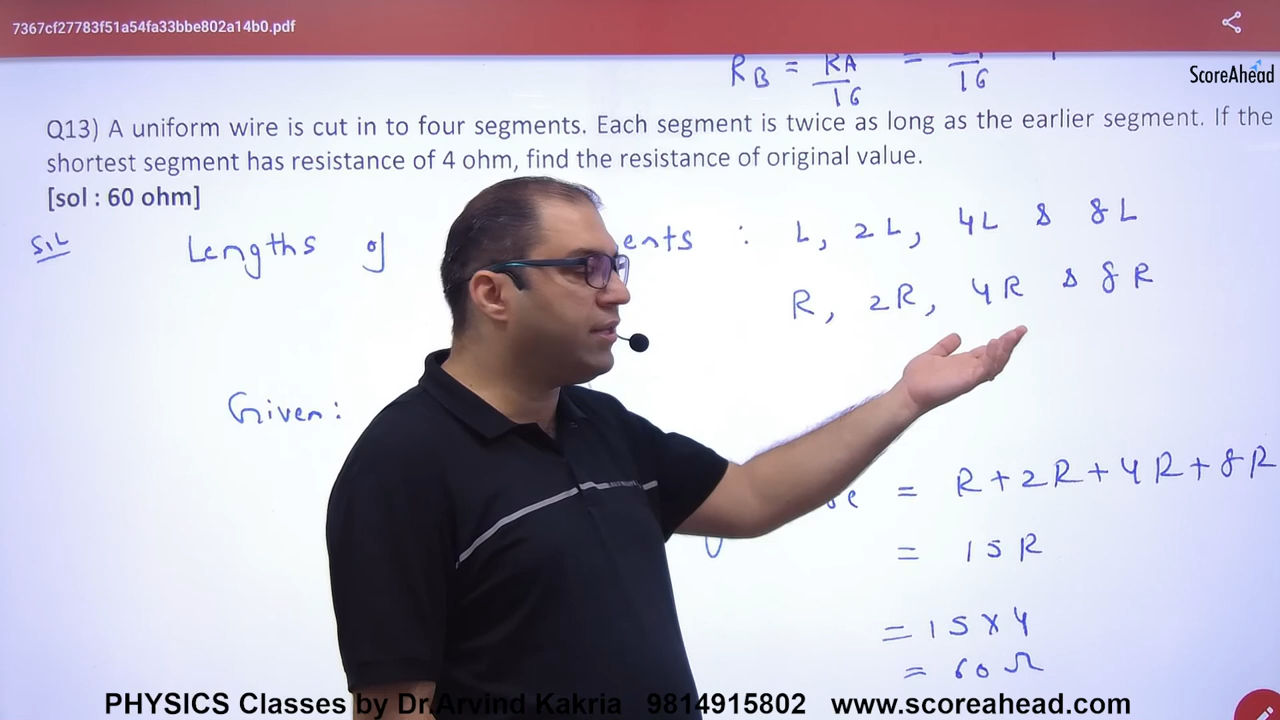 7367cf27783f51a54fa33bbe802a14b0.pdf
ScoreAhead
R_B = RA/16 = /16
Q13) A uniform wire is cut in to four segments. Each segment is twice as long as the earlier segment. If the
shortest segment has resistance of 4 ohm, find the resistance of original value.
[sol : 60 ohm]
Sol Lengths of ents : L, 2L, 4L & 8L
R, 2R, 4R & 8R
Given:
= R+2R+4R+8R
= 15R
= 15×4
= 60 Ω
PHYSICS Classes by Dr.Arvind Kakria 9814915802 www.scoreahead.com